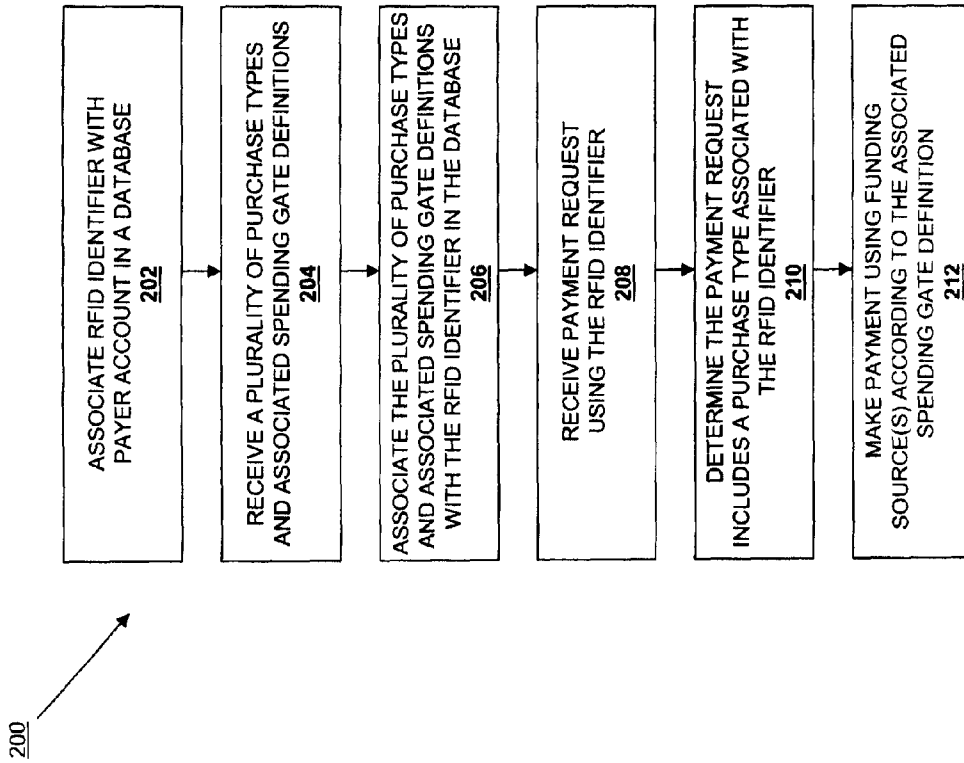 200
ASSOCIATE RFID IDENTIFIER WITH
PAYER ACCOUNT IN A DATABASE
202
RECEIVE A PLURALITY OF PURCHASE TYPES
AND ASSOCIATED SPENDING GATE DEFINITIONS
204
ASSOCIATE THE PLURALITY OF PURCHASE TYPES
AND ASSOCIATED SPENDING GATE DEFINITIONS
WITH THE RFID IDENTIFIER IN THE DATABASE
206
RECEIVE PAYMENT REQUEST
USING THE RFID IDENTIFIER
208
DETERMINE THE PAYMENT REQUEST
INCLUDES A PURCHASE TYPE ASSOCIATED WITH
THE RFID IDENTIFIER
210
MAKE PAYMENT USING FUNDING
SOURCE(S) ACCORDING TO THE ASSOCIATED
SPENDING GATE DEFINITION
212